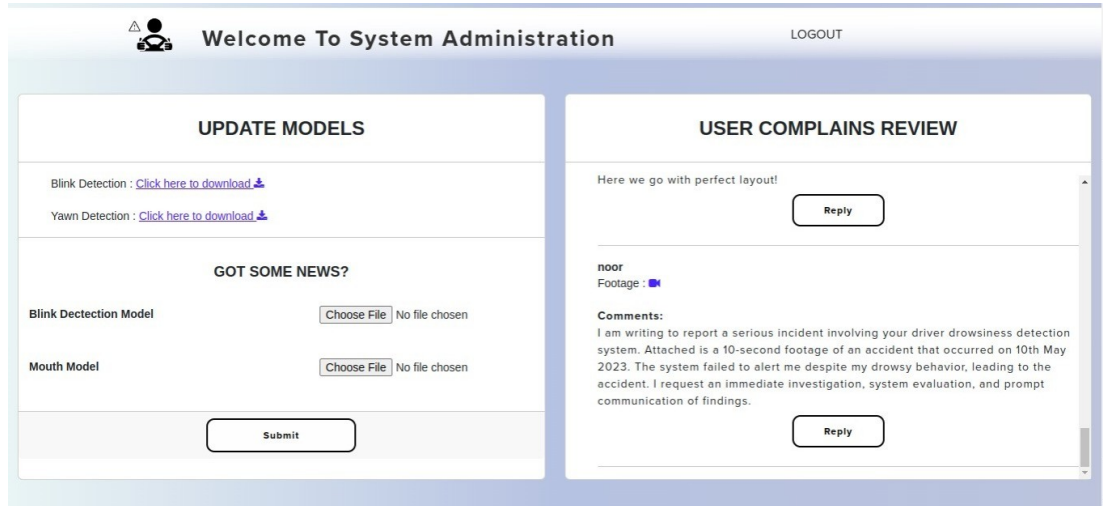 Welcome To System Administration
LOGOUT
UPDATE MODELS
Blink Detection : Click here to download
Yawn Detection : Click here to download
GOT SOME NEWS?
Blink Dectection Model Choose File No file chosen
Mouth Model Choose File No file chosen
Submit
USER COMPLAINS REVIEW
Here we go with perfect layout!
Reply
noor
Footage :
Comments:
I am writing to report a serious incident involving your driver drowsiness detection
system. Attached is a 10-second footage of an accident that occurred on 10th May
2023. The system failed to alert me despite my drowsy behavior, leading to the
accident. I request an immediate investigation, system evaluation, and prompt
communication of findings.
Reply